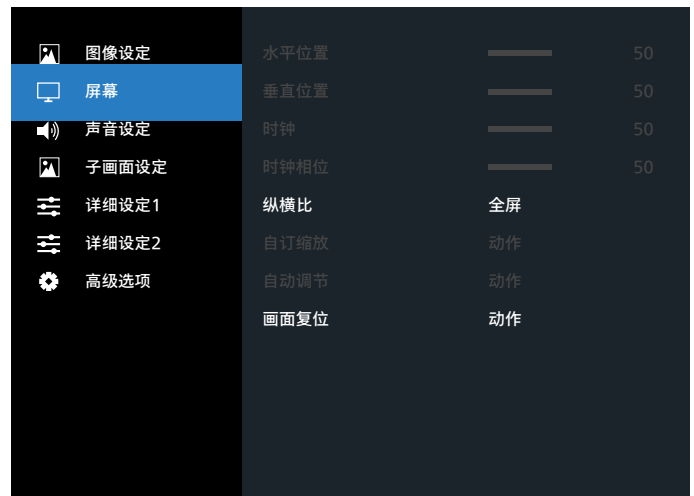 图像设定
屏幕
声音设定
子画面设定
详细设定1
详细设定2
高级选项
水平位置 50
垂直位置 50
时钟 50
时钟相位 50
纵横比 全屏
自订缩放 动作
自动调节 动作
画面复位 动作